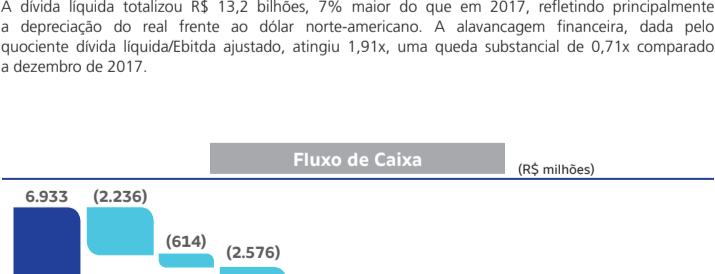 A dívida líquida totalizou R$ 13,2 bilhões, 7% maior do que em 2017, refletindo principalmente
a depreciação do real frente ao dólar norte-americano. A alavancagem financeira, dada pelo
quociente dívida líquida/Ebitda ajustado, atingiu 1,91x, uma queda substancial de 0,71x comparado
a dezembro de 2017.
Fluxo de Caixa
(R$ milhões)
6.933 (2.236)
(614)
(2.576)